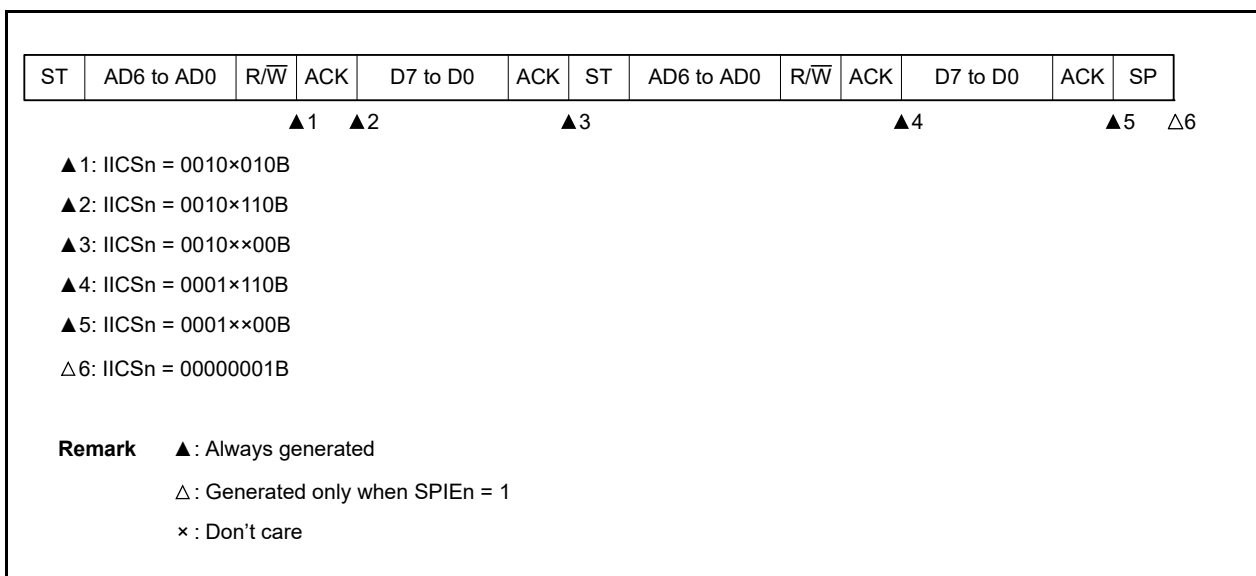 ST AD6 to AD0 R/W̅ ACK D7 to D0 ACK ST AD6 to AD0 R/W̅ ACK D7 to D0 ACK SP
▲1 ▲2 ▲3 ▲4 ▲5 △6
▲1: IICSn = 0010×010B
▲2: IICSn = 0010×110B
▲3: IICSn = 0010××00B
▲4: IICSn = 0001×110B
▲5: IICSn = 0001××00B
△6: IICSn = 00000001B
Remark ▲: Always generated
△: Generated only when SPIEn = 1
×: Don’t care